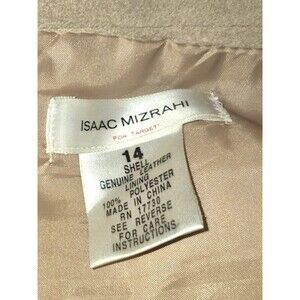 ISAAC MIZRAHI
FOR TARGET
14
SHELL
GENUINE LEATHER
LINING
100% POLYESTER
MADE IN CHINA
RN 17730
SEE REVERSE
FOR CARE
INSTRUCTIONS